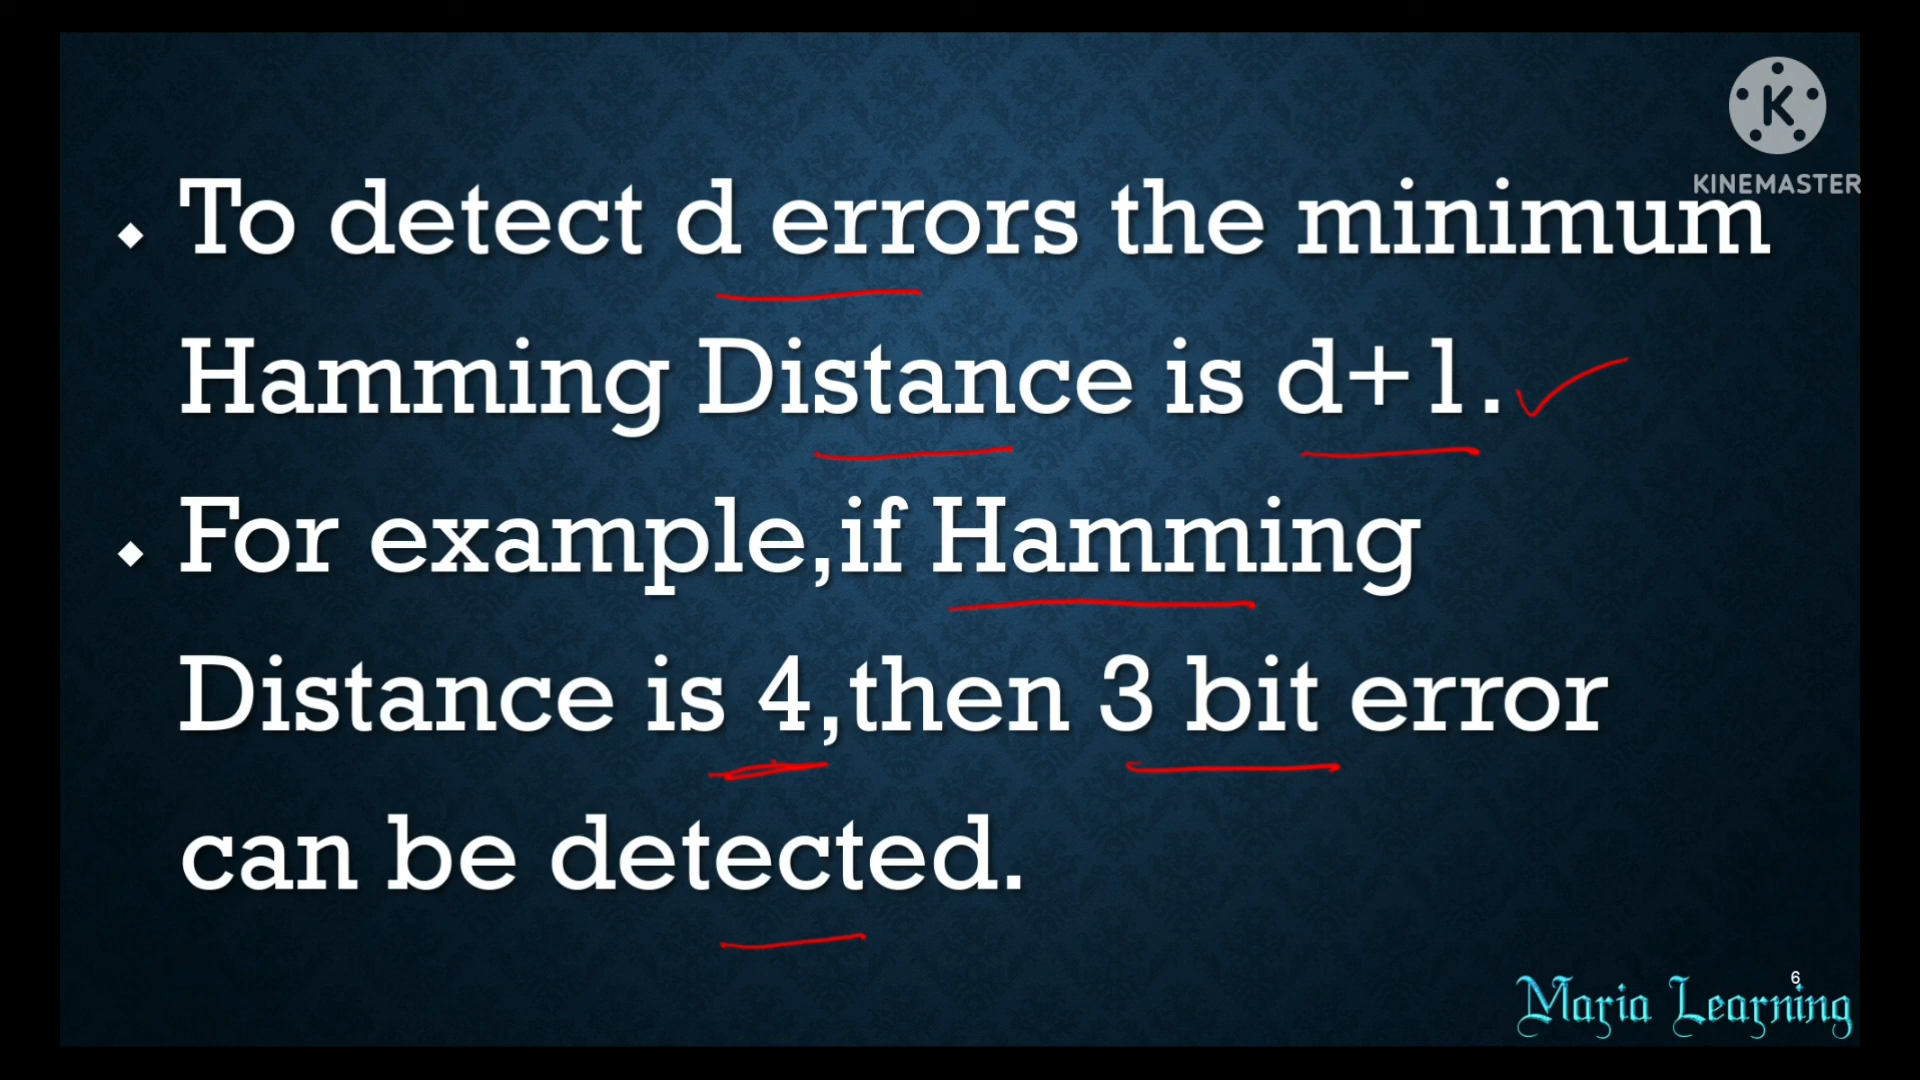 K
KINEMASTER
To detect d errors the minimum
Hamming Distance is d+1.
For example,if Hamming
Distance is 4,then 3 bit error
can be detected.
6
Maria Learning